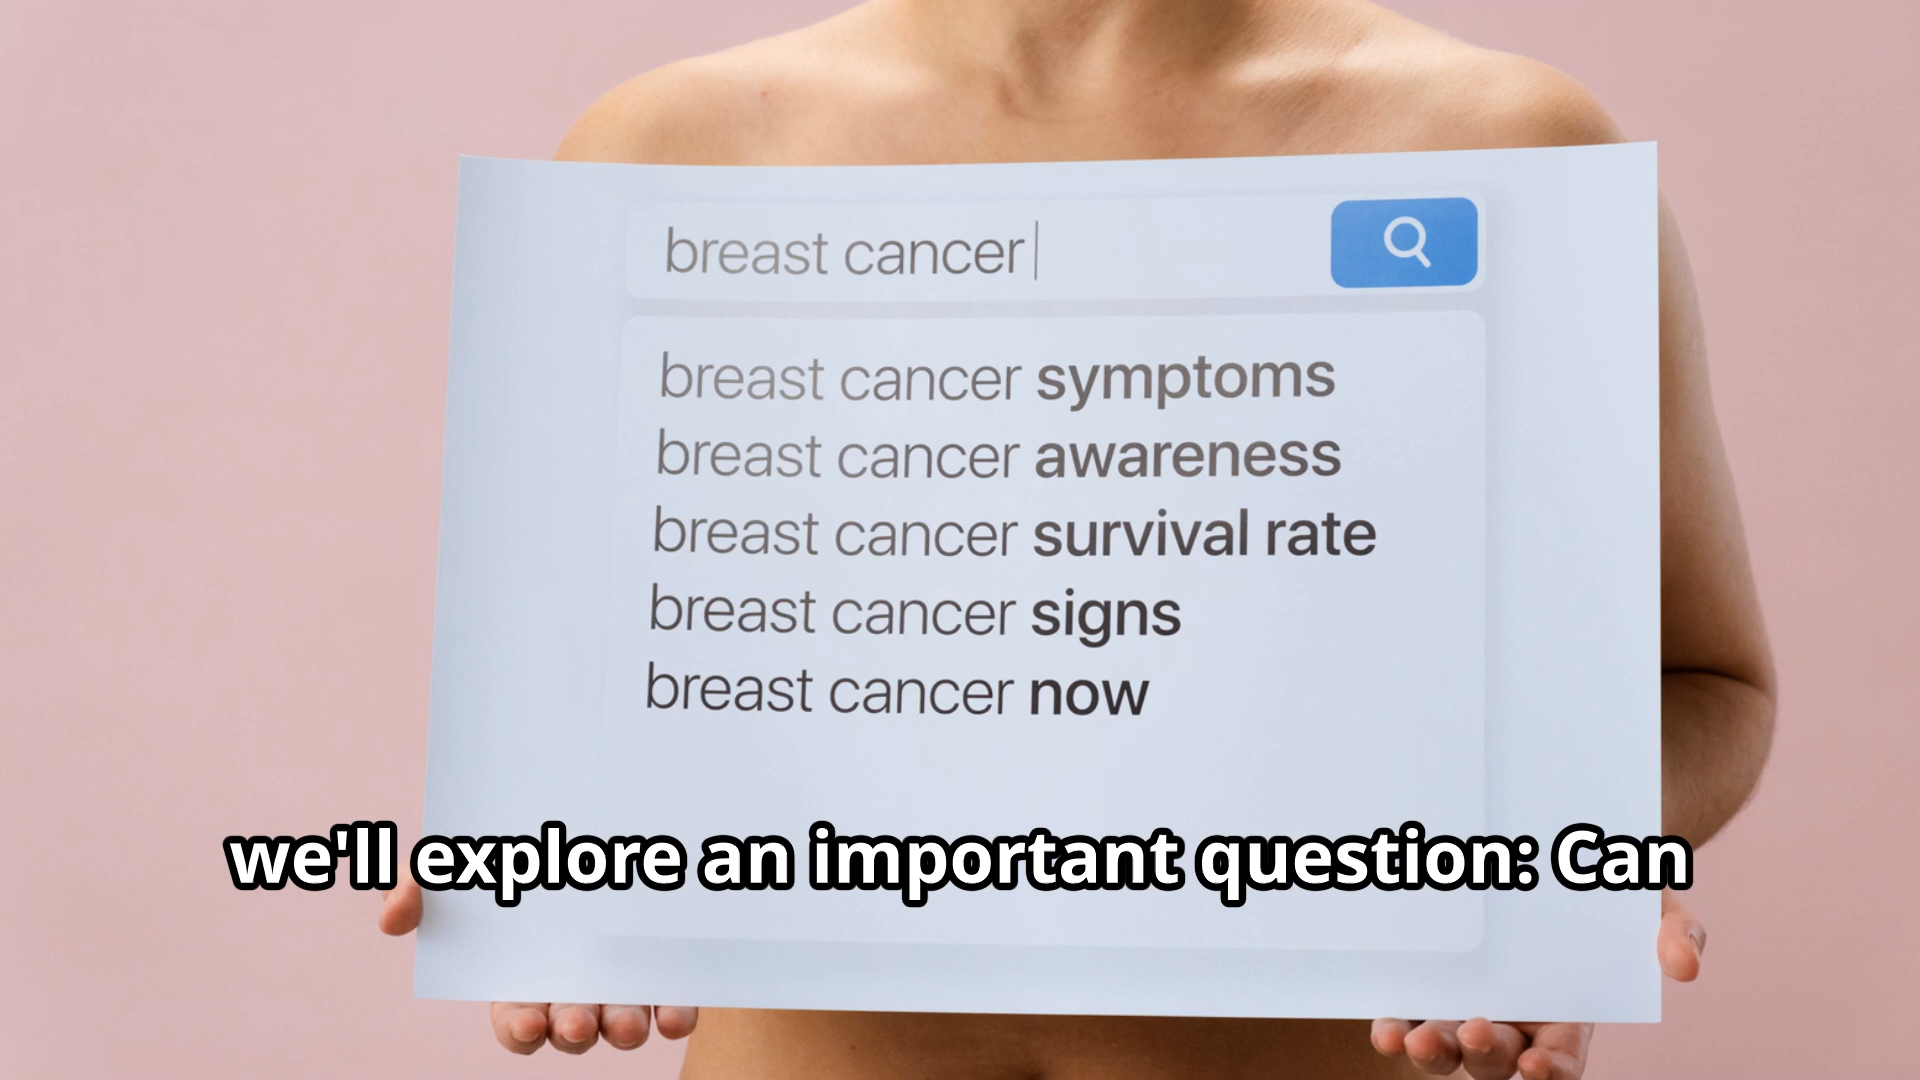 breast cancer
breast cancer symptoms
breast cancer awareness
breast cancer survival rate
breast cancer signs
breast cancer now
we'll explore an important question: Can